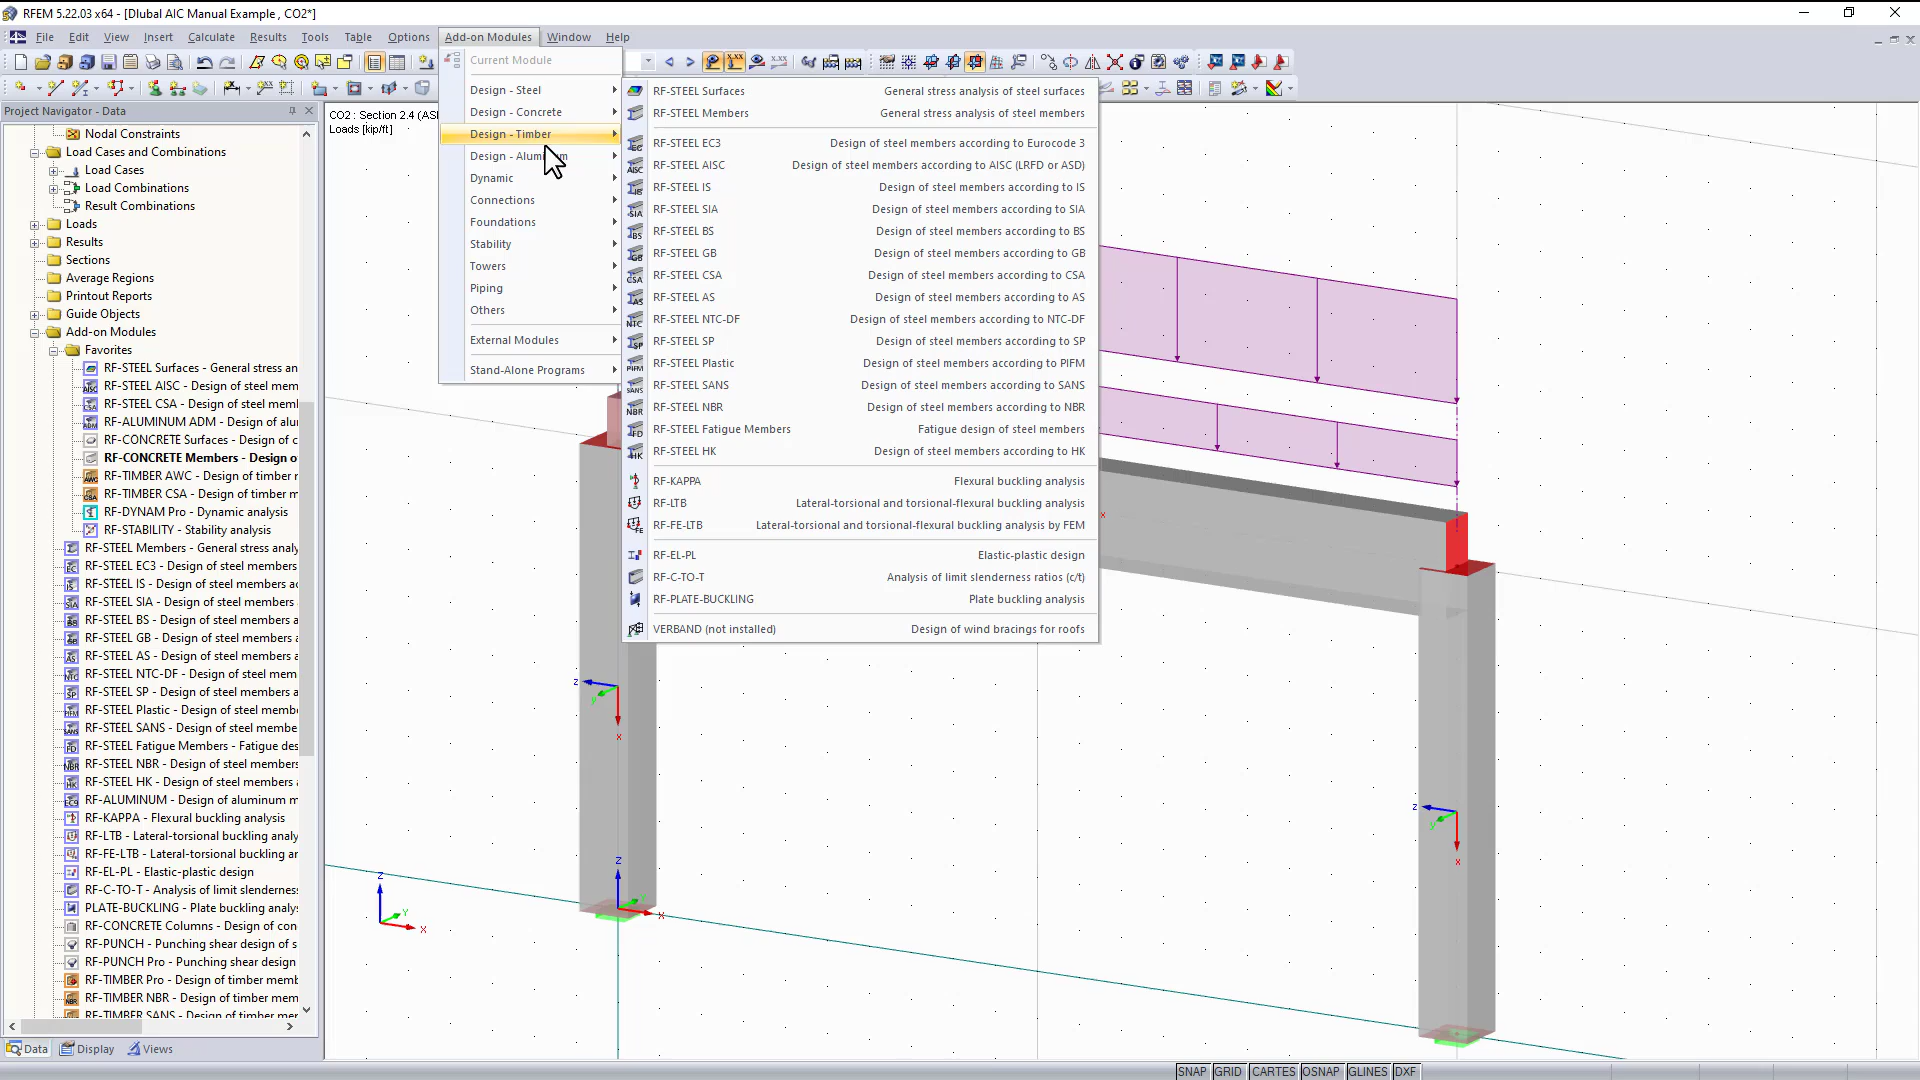 RFEM 5.22.03 x64 - [Dlubal AIC Manual Example , CO2*]
File Edit View Insert Calculate Results Tools Table Options Add-on Modules Window Help
Project Navigator - Data
Nodal Constraints
Load Cases and Combinations
Load Cases
Load Combinations
Result Combinations
Loads
Results
Sections
Average Regions
Printout Reports
Guide Objects
Add-on Modules
Favorites
RF-STEEL Surfaces - General stress an
RF-STEEL AISC - Design of steel mem
RF-STEEL CSA - Design of steel meml
RF-ALUMINUM ADM - Design of alur
RF-CONCRETE Surfaces - Design of c
RF-CONCRETE Members - Design o
RF-TIMBER AWC - Design of timber r
RF-TIMBER CSA - Design of timber m
RF-DYNAM Pro - Dynamic analysis
RF-STABILITY - Stability analysis
RF-STEEL Members - General stress analy
RF-STEEL EC3 - Design of steel members
RF-STEEL IS - Design of steel members ac
RF-STEEL SIA - Design of steel members
RF-STEEL BS - Design of steel members a
RF-STEEL GB - Design of steel members
RF-STEEL AS - Design of steel members a
RF-STEEL NTC-DF - Design of steel mem
RF-STEEL SP - Design of steel members a
RF-STEEL Plastic - Design of steel membe
RF-STEEL SANS - Design of steel membe
RF-STEEL Fatigue Members - Fatigue des
RF-STEEL NBR - Design of steel members
RF-STEEL HK - Design of steel members a
RF-ALUMINUM - Design of aluminum m
RF-KAPPA - Flexural buckling analysis
RF-LTB - Lateral-torsional buckling analy
RF-FE-LTB - Lateral-torsional buckling ar
RF-EL-PL - Elastic-plastic design
RF-C-TO-T - Analysis of limit slenderness
PLATE-BUCKLING - Plate buckling analys
RF-CONCRETE Columns - Design of con
RF-PUNCH - Punching shear design of s
RF-PUNCH Pro - Punching shear design
RF-TIMBER Pro - Design of timber memb
RF-TIMBER NBR - Design of timber mem
RF-TIMBER SANS - Design of timber mer
Data Display Views
CO2 : Section 2.4 (AS
Loads [kip/ft]
Current Module
Design - Steel
Design - Concrete
Design - Timber
Design - Alumi
Dynamic
Connections
Foundations
Stability
Towers
Piping
Others
External Modules
Stand-Alone Programs
RF-STEEL Surfaces General stress analysis of steel surfaces
RF-STEEL Members General stress analysis of steel members
RF-STEEL EC3 Design of steel members according to Eurocode 3
RF-STEEL AISC Design of steel members according to AISC (LRFD or ASD)
RF-STEEL IS Design of steel members according to IS
RF-STEEL SIA Design of steel members according to SIA
RF-STEEL BS Design of steel members according to BS
RF-STEEL GB Design of steel members according to GB
RF-STEEL CSA Design of steel members according to CSA
RF-STEEL AS Design of steel members according to AS
RF-STEEL NTC-DF Design of steel members according to NTC-DF
RF-STEEL SP Design of steel members according to SP
RF-STEEL Plastic Design of steel members according to PIFM
RF-STEEL SANS Design of steel members according to SANS
RF-STEEL NBR Design of steel members according to NBR
RF-STEEL Fatigue Members Fatigue design of steel members
RF-STEEL HK Design of steel members according to HK
RF-KAPPA Flexural buckling analysis
RF-LTB Lateral-torsional and torsional-flexural buckling analysis
RF-FE-LTB Lateral-torsional and torsional-flexural buckling analysis by FEM
RF-EL-PL Elastic-plastic design
RF-C-TO-T Analysis of limit slenderness ratios (c/t)
RF-PLATE-BUCKLING Plate buckling analysis
VERBAND (not installed) Design of wind bracings for roofs
x
z
y
x
z
y
x
Z
X
Z
Y
X
SNAP GRID CARTES OSNAP GLINES DXF